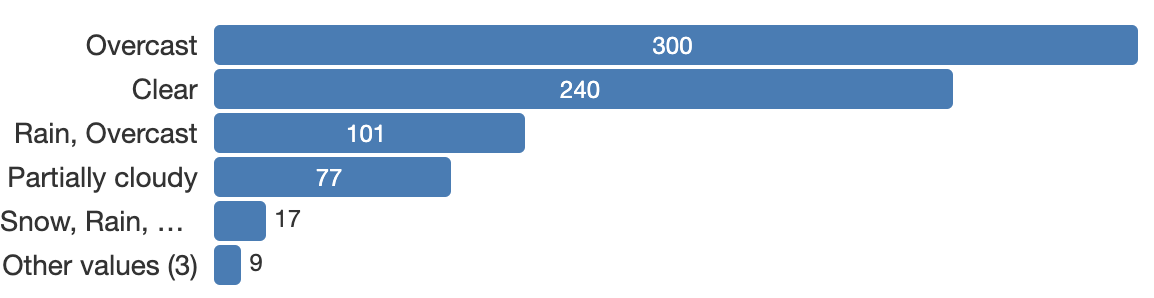 Overcast 300
Clear 240
Rain, Overcast 101
Partially cloudy 77
Snow, Rain, … 17
Other values (3) 9